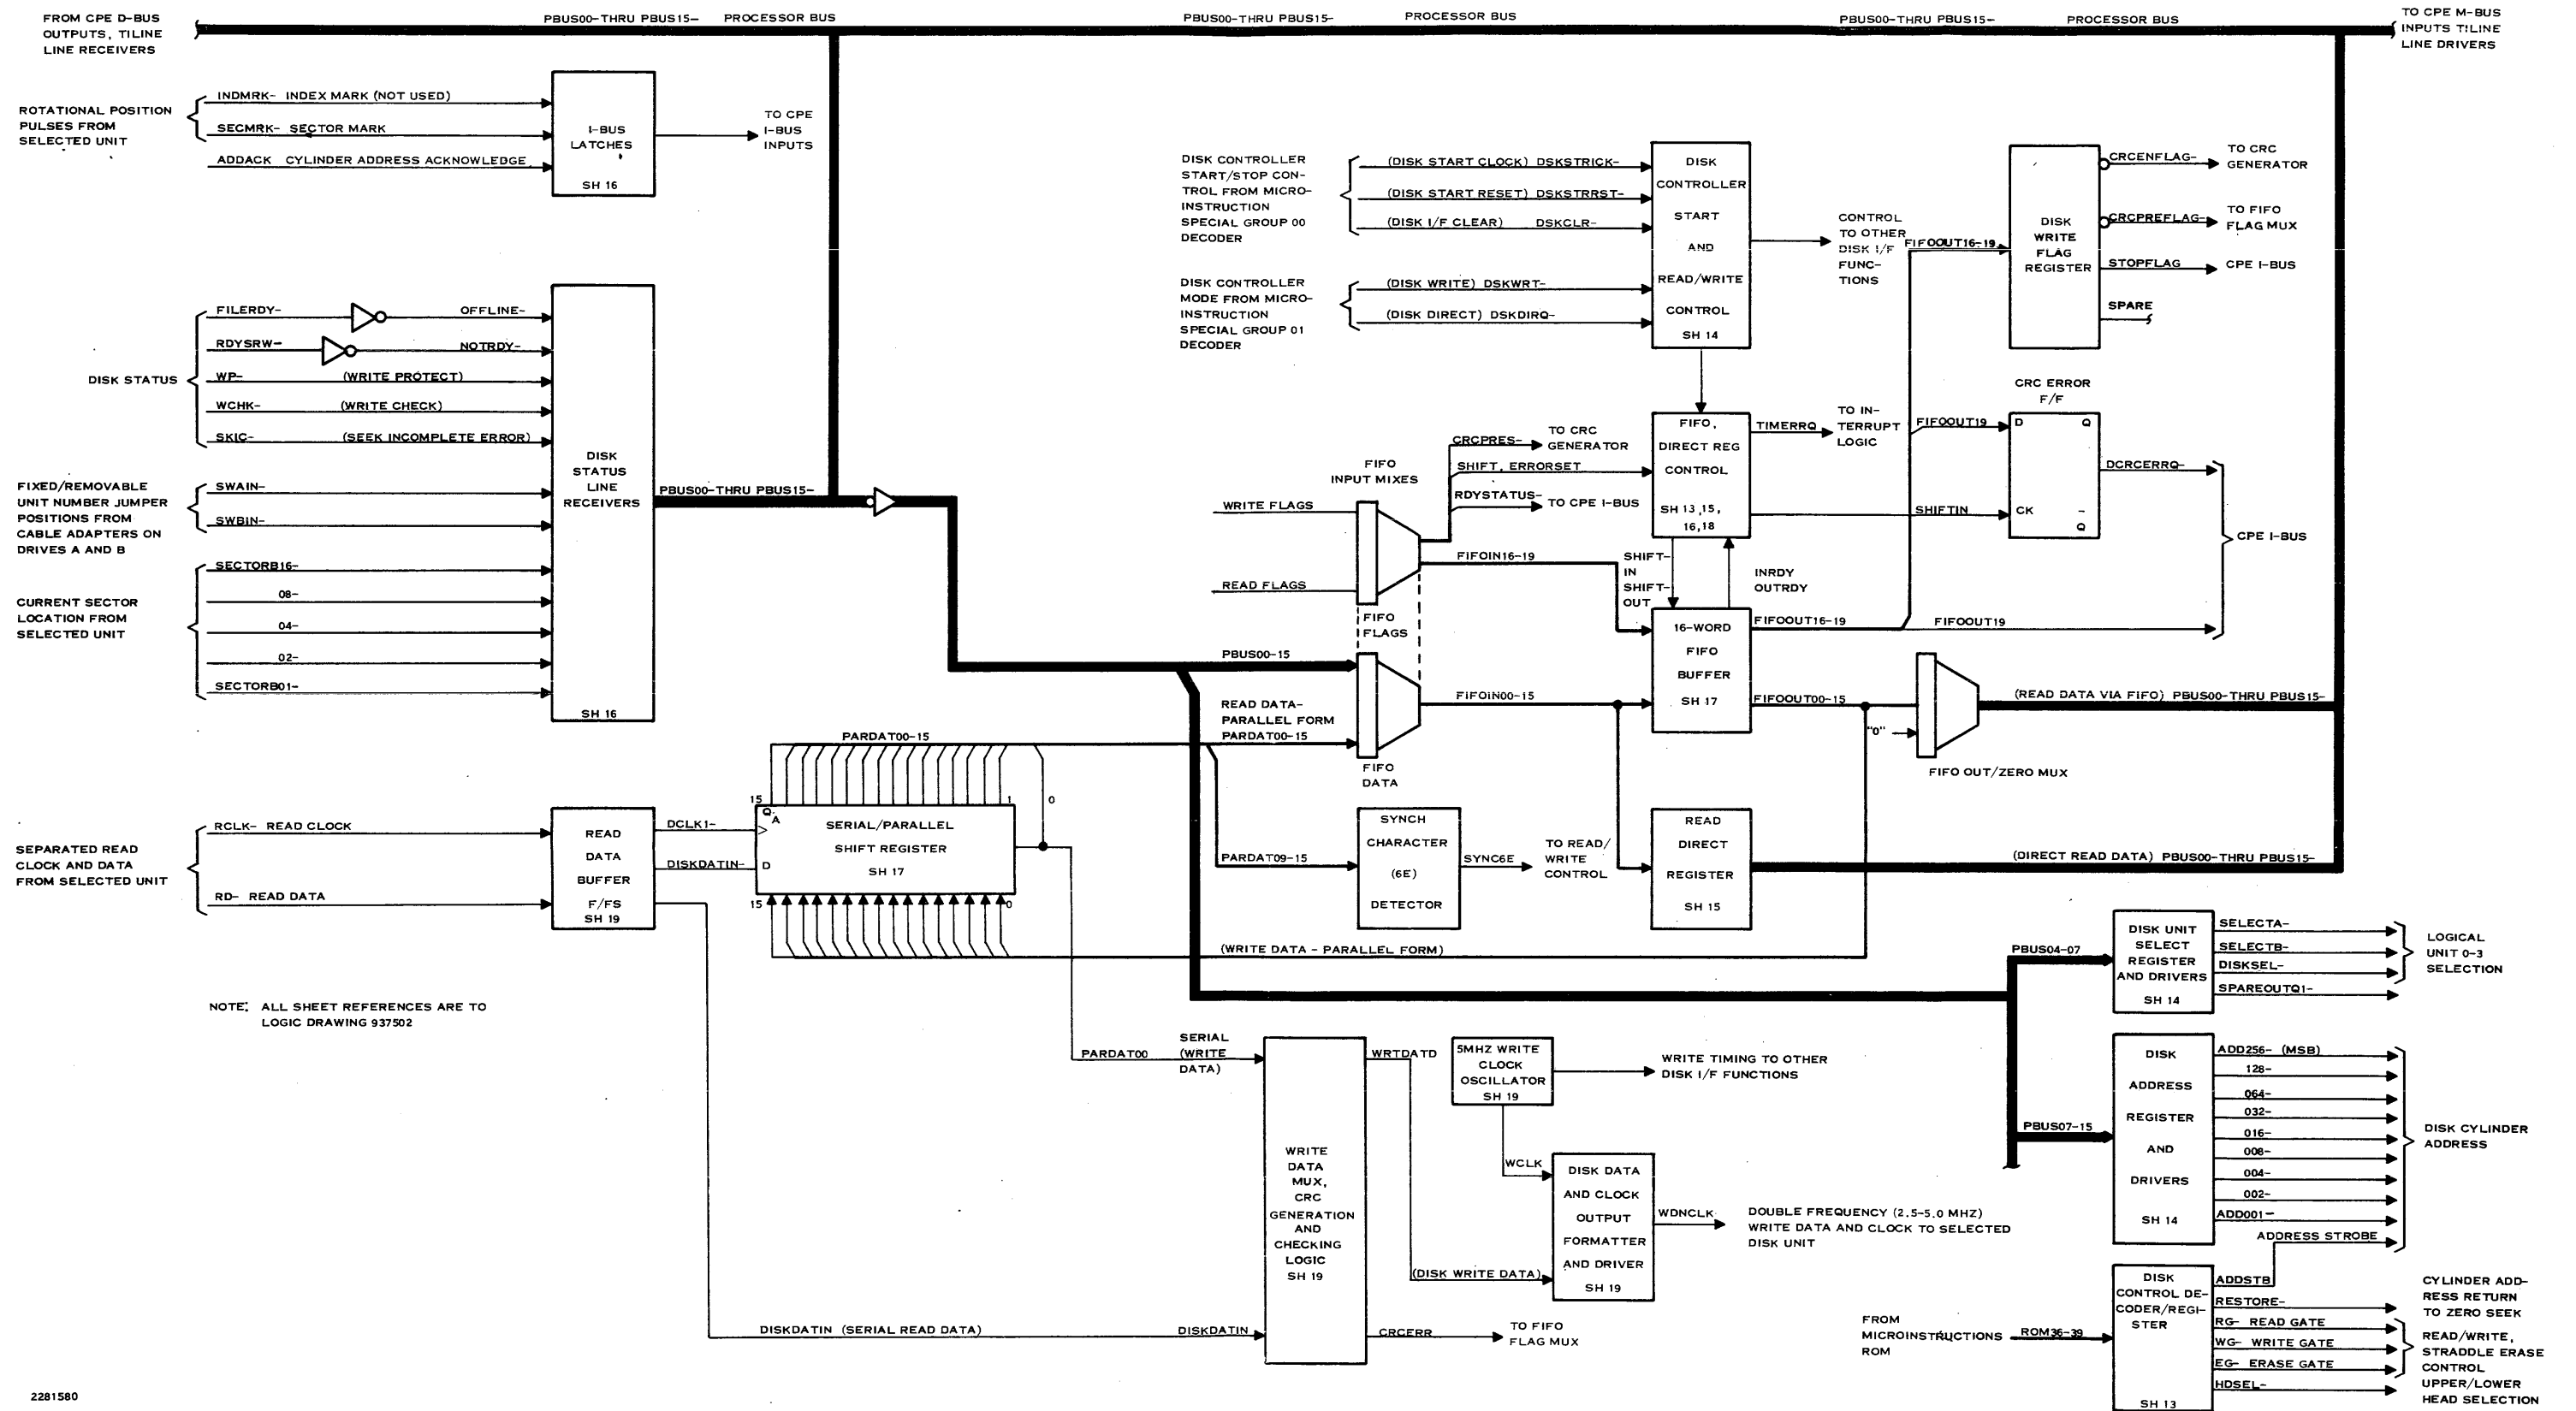 FROM CPE D-BUS
OUTPUTS, TILINE
LINE RECEIVERS
PBUS00-THRU PBUS15-
PROCESSOR BUS
PBUS00-THRU PBUS15-
PROCESSOR BUS
PBUS00-THRU PBUS15-
PROCESSOR BUS
TO CPE M-BUS
INPUTS TILINE
LINE DRIVERS
ROTATIONAL POSITION
PULSES FROM
SELECTED UNIT
INDMRK- INDEX MARK (NOT USED)
SECMRK- SECTOR MARK
ADDACK CYLINDER ADDRESS ACKNOWLEDGE
I-BUS
LATCHES
SH 16
TO CPE
I-BUS
INPUTS
DISK STATUS
FILERDY-
OFFLINE-
RDYSRW-
NOTRDY-
WP-
(WRITE PROTECT)
WCHK-
(WRITE CHECK)
SKIC-
(SEEK INCOMPLETE ERROR)
FIXED/REMOVABLE
UNIT NUMBER JUMPER
POSITIONS FROM
CABLE ADAPTERS ON
DRIVES A AND B
SWAIN-
SWBIN-
CURRENT SECTOR
LOCATION FROM
SELECTED UNIT
SECTORB16-
08-
04-
02-
SECTORB01-
DISK
STATUS
LINE
RECEIVERS
SH 16
PBUS00-THRU PBUS15-
DISK CONTROLLER
START/STOP CON-
TROL FROM MICRO-
INSTRUCTION
SPECIAL GROUP 00
DECODER
(DISK START CLOCK) DSKSTRICK-
(DISK START RESET) DSKSTRRST-
(DISK I/F CLEAR) DSKCLR-
DISK CONTROLLER
MODE FROM MICRO-
INSTRUCTION
SPECIAL GROUP 01
DECODER
(DISK WRITE) DSKWRT-
(DISK DIRECT) DSKDIRQ-
DISK
CONTROLLER
START
AND
READ/WRITE
CONTROL
SH 14
CONTROL
TO OTHER
DISK I/F
FUNC-
TIONS
FIFOOUT16-19
DISK
WRITE
FLAG
REGISTER
CRCENFLAG-
TO CRC
GENERATOR
CRCPREFLAG-
TO FIFO
FLAG MUX
STOPFLAG
CPE I-BUS
SPARE
FIFO
INPUT MIXES
WRITE FLAGS
READ FLAGS
FIFO
FLAGS
CRCPRES-
TO CRC
GENERATOR
SHIFT, ERRORSET
RDYSTATUS-
TO CPE I-BUS
FIFOIN16-19
FIFO,
DIRECT REG
CONTROL
SH 13,15,
16,18
TIMERRQ
TO IN-
TERRUPT
LOGIC
SHIFTIN
CRC ERROR
F/F
FIFOOUT19
D
Q
CK
Q
DCRCERRQ-
CPE I-BUS
SHIFT-
IN
SHIFT-
OUT
INRDY
OUTRDY
16-WORD
FIFO
BUFFER
SH 17
FIFOOUT16-19
FIFOOUT19
PBUS00-15
READ DATA-
PARALLEL FORM
PARDAT00-15
FIFOIN00-15
FIFO
DATA
FIFOOUT00-15
"0"
FIFO OUT/ZERO MUX
(READ DATA VIA FIFO) PBUS00-THRU PBUS15-
PARDAT00-15
SEPARATED READ
CLOCK AND DATA
FROM SELECTED UNIT
RCLK- READ CLOCK
RD- READ DATA
READ
DATA
BUFFER
F/FS
SH 19
DCLK1-
DISKDATIN-
15
1
0
Q
A
D
SERIAL/PARALLEL
SHIFT REGISTER
SH 17
15
0
PARDAT09-15
SYNCH
CHARACTER
(6E)
DETECTOR
SYNC6E
TO READ/
WRITE
CONTROL
READ
DIRECT
REGISTER
SH 15
(DIRECT READ DATA) PBUS00-THRU PBUS15-
(WRITE DATA - PARALLEL FORM)
PBUS04-07
DISK UNIT
SELECT
REGISTER
AND DRIVERS
SH 14
SELECTA-
SELECTB-
DISKSEL-
SPAREOUTQ1-
LOGICAL
UNIT 0-3
SELECTION
NOTE: ALL SHEET REFERENCES ARE TO
LOGIC DRAWING 937502
PARDAT00
SERIAL
(WRITE
DATA)
WRITE
DATA
MUX,
CRC
GENERATION
AND
CHECKING
LOGIC
SH 19
WRTDATD
5MHZ WRITE
CLOCK
OSCILLATOR
SH 19
WRITE TIMING TO OTHER
DISK I/F FUNCTIONS
WCLK
DISK DATA
AND CLOCK
OUTPUT
FORMATTER
AND DRIVER
SH 19
(DISK WRITE DATA)
WDNCLK
DOUBLE FREQUENCY (2.5-5.0 MHZ)
WRITE DATA AND CLOCK TO SELECTED
DISK UNIT
PBUS07-15
DISK
ADDRESS
REGISTER
AND
DRIVERS
SH 14
ADD256- (MSB)
128-
064-
032-
016-
008-
004-
002-
ADD001-
DISK CYLINDER
ADDRESS
ADDRESS STROBE
DISKDATIN (SERIAL READ DATA)
DISKDATIN
CRCERR
TO FIFO
FLAG MUX
FROM
MICROINSTRUCTIONS
ROM
ROM36-39
DISK
CONTROL DE-
CODER/REGI-
STER
SH 13
ADDSTB
RESTORE-
RG- READ GATE
WG- WRITE GATE
EG- ERASE GATE
HDSEL-
CYLINDER ADD-
RESS RETURN
TO ZERO SEEK
READ/WRITE,
STRADDLE ERASE
CONTROL
UPPER/LOWER
HEAD SELECTION
2281580